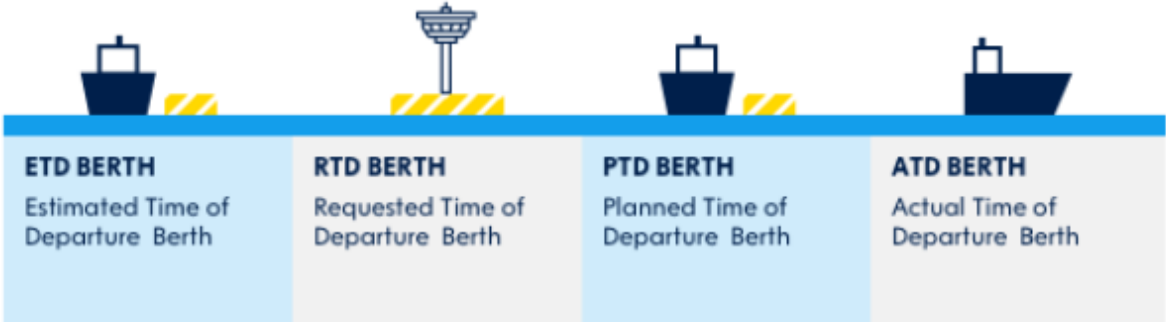 ETD BERTH
Estimated Time of
Departure Berth
RTD BERTH
Requested Time of
Departure Berth
PTD BERTH
Planned Time of
Departure Berth
ATD BERTH
Actual Time of
Departure Berth